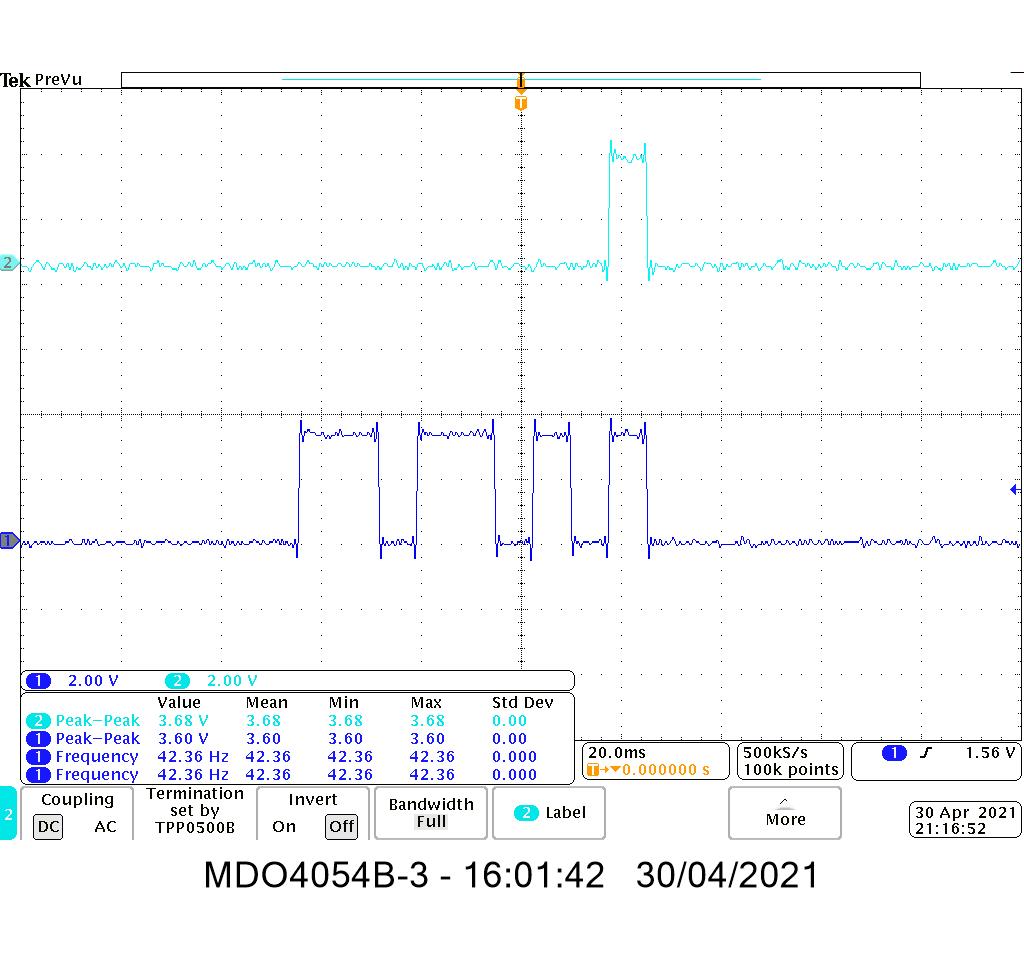 Tek PreVu
T
2
1
1 2.00 V 2 2.00 V
Value Mean Min Max Std Dev
2 Peak−Peak 3.68 V 3.68 3.68 3.68 0.00
1 Peak−Peak 3.60 V 3.60 3.60 3.60 0.00
1 Frequency 42.36 Hz 42.36 42.36 42.36 0.000
1 Frequency 42.36 Hz 42.36 42.36 42.36 0.000
20.0ms
T→▼0.000000 s
500KS/s
100k points
1 1.56 V
2
Coupling
DC AC
Termination
set by
TPP0500B
Invert
On Off
Bandwidth
Full
2 Label
More
30 Apr 2021
21:16:52
MDO4054B-3 - 16:01:42 30/04/2021